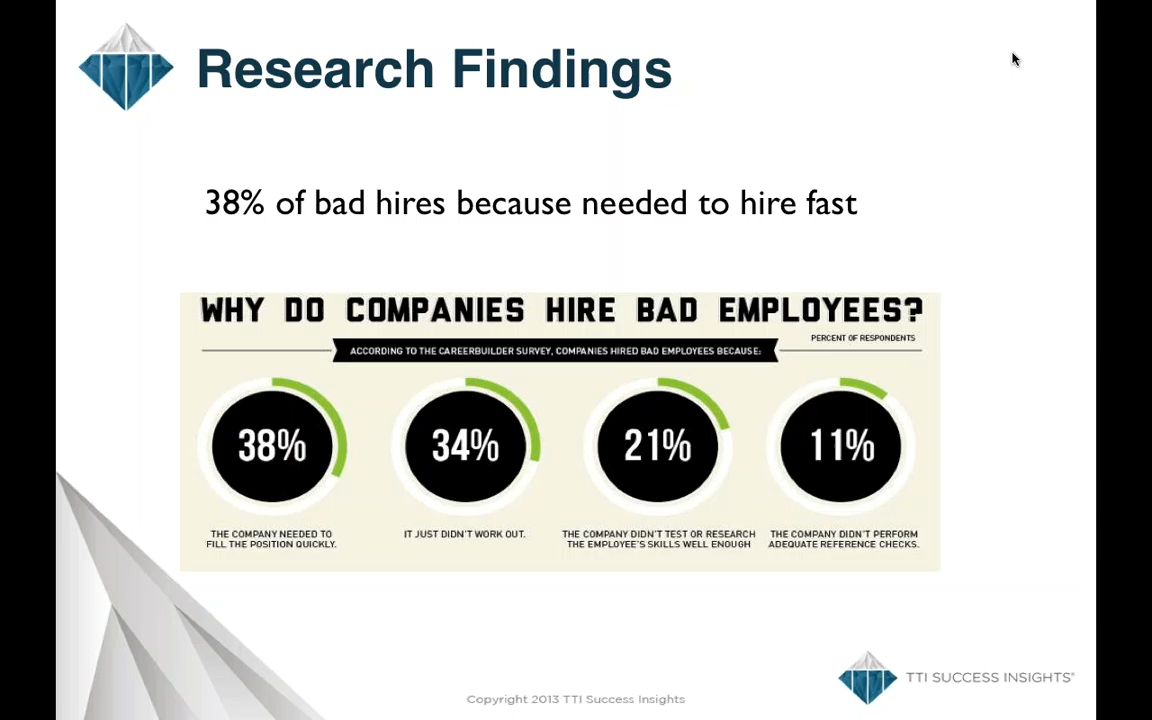 Research Findings
38% of bad hires because needed to hire fast
WHY DO COMPANIES HIRE BAD EMPLOYEES?
PERCENT OF RESPONDENTS
ACCORDING TO THE CAREERBUILDER SURVEY, COMPANIES HIRED BAD EMPLOYEES BECAUSE:
38%
THE COMPANY NEEDED TO
FILL THE POSITION QUICKLY.
34%
IT JUST DIDN'T WORK OUT.
21%
THE COMPANY DIDN'T TEST OR RESEARCH
THE EMPLOYEE'S SKILLS WELL ENOUGH
11%
THE COMPANY DIDN'T PERFORM
ADEQUATE REFERENCE CHECKS.
TTI SUCCESS INSIGHTS®
Copyright 2013 TTI Success Insights